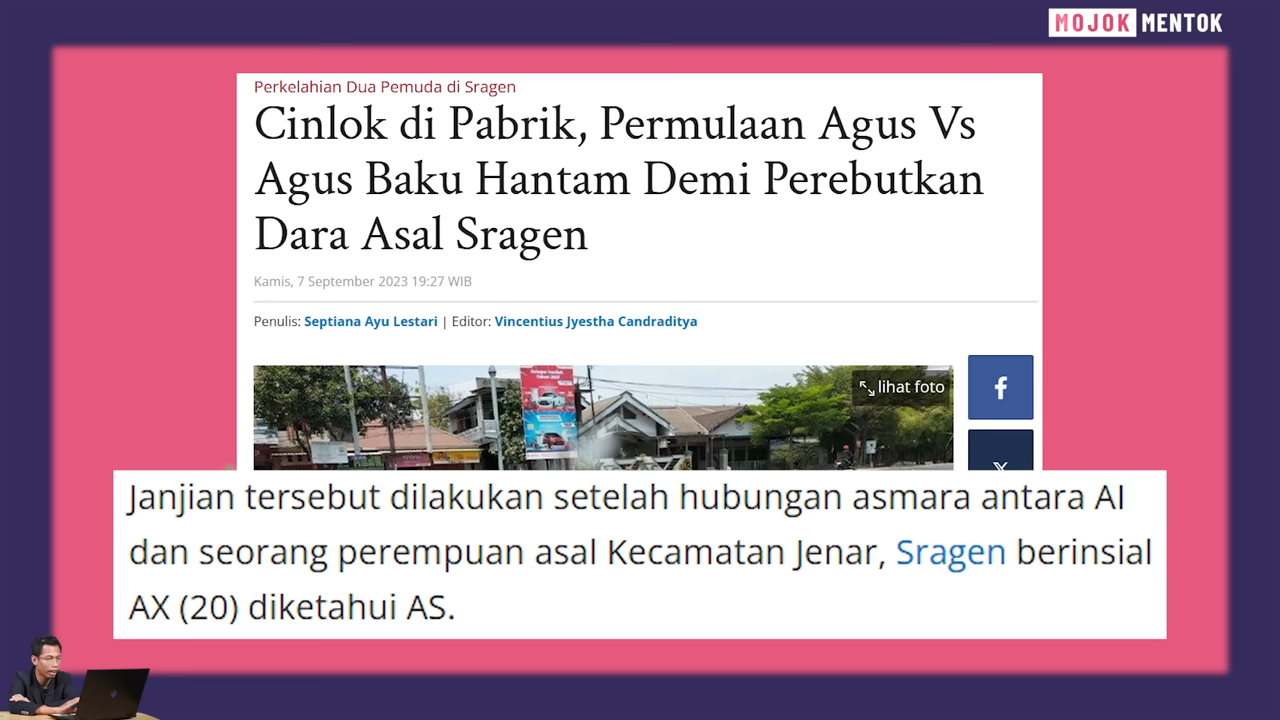 MOJOK MENTOK
Perkelahian Dua Pemuda di Sragen
Cinlok di Pabrik, Permulaan Agus Vs
Agus Baku Hantam Demi Perebutkan
Dara Asal Sragen
Kamis, 7 September 2023 19:27 WIB
Penulis: Septiana Ayu Lestari | Editor: Vincentius Jyestha Candraditya
lihat foto
Janjian tersebut dilakukan setelah hubungan asmara antara AI
dan seorang perempuan asal Kecamatan Jenar, Sragen berinsial
AX (20) diketahui AS.